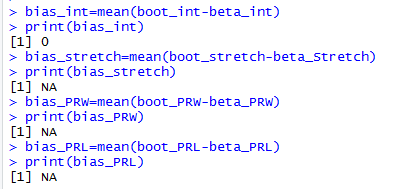 > bias_int=mean(boot_int-beta_int)
> print(bias_int)
[1] 0
> bias_stretch=mean(boot_stretch-beta_Stretch)
> print(bias_stretch)
[1] NA
> bias_PRW=mean(boot_PRW-beta_PRW)
> print(bias_PRW)
[1] NA
> bias_PRL=mean(boot_PRL-beta_PRL)
> print(bias_PRL)
[1] NA